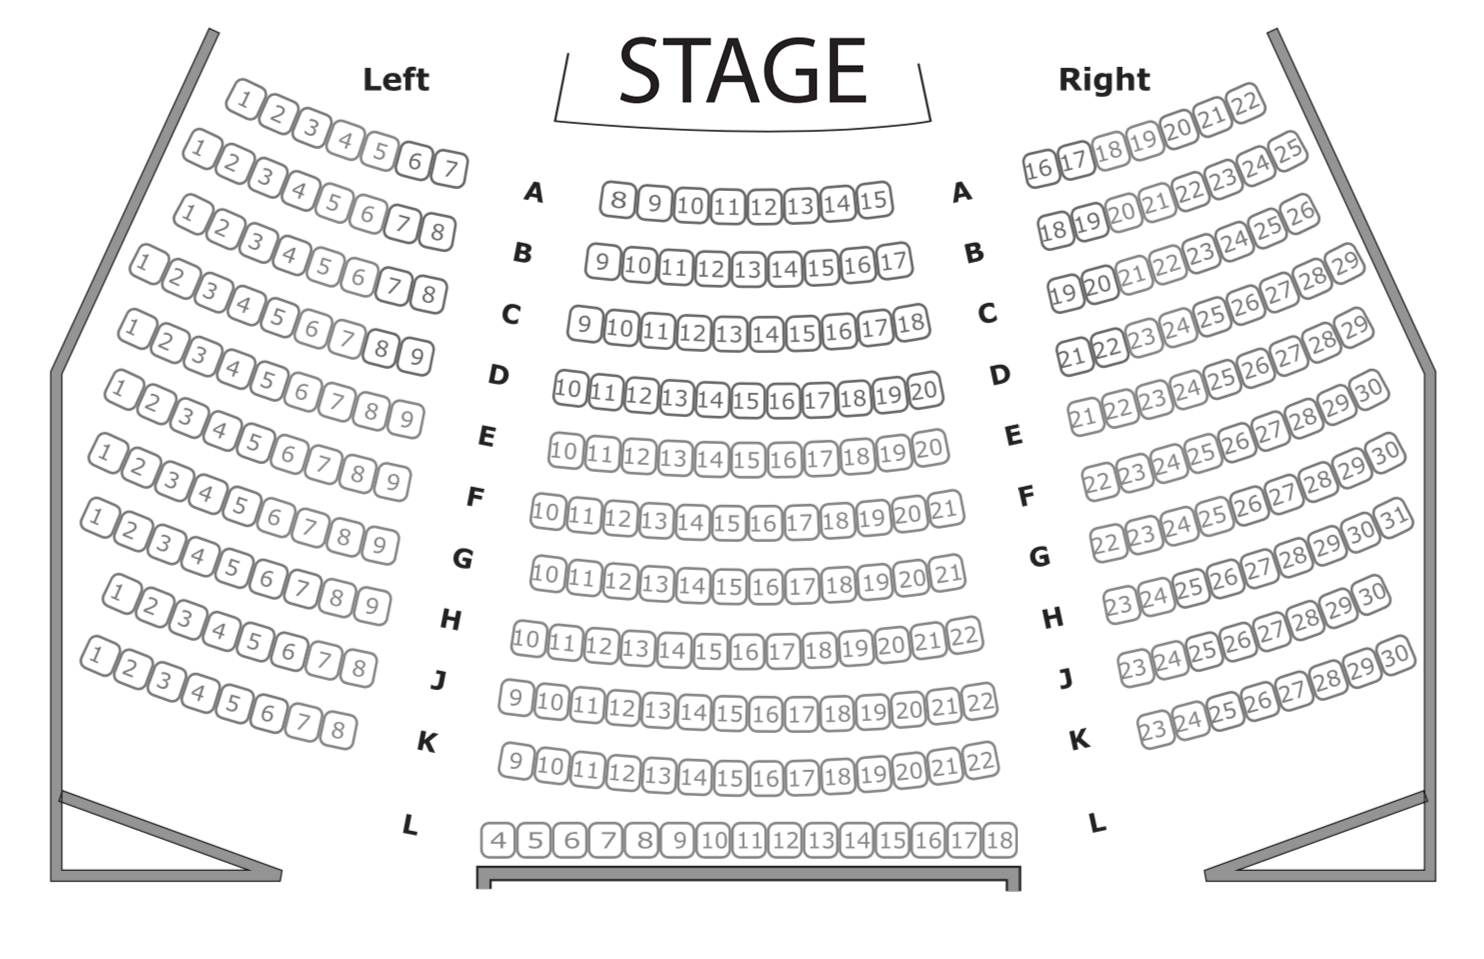 STAGE
Left
Right
1 2 3 4 5 6 7
A
8 9 10 11 12 13 14 15
A
16 17 18 19 20 21 22
1 2 3 4 5 6 7 8
B
9 10 11 12 13 14 15 16 17
B
18 19 20 21 22 23 24 25
1 2 3 4 5 6 7 8
C
9 10 11 12 13 14 15 16 17 18
C
19 20 21 22 23 24 25 26
1 2 3 4 5 6 7 8 9
D
10 11 12 13 14 15 16 17 18 19 20
D
21 22 23 24 25 26 27 28 29
1 2 3 4 5 6 7 8 9
E
10 11 12 13 14 15 16 17 18 19 20
E
21 22 23 24 25 26 27 28 29
1 2 3 4 5 6 7 8 9
F
10 11 12 13 14 15 16 17 18 19 20 21
F
22 23 24 25 26 27 28 29 30
1 2 3 4 5 6 7 8 9
G
10 11 12 13 14 15 16 17 18 19 20 21
G
22 23 24 25 26 27 28 29 30
1 2 3 4 5 6 7 8 9
H
10 11 12 13 14 15 16 17 18 19 20 21 22
H
23 24 25 26 27 28 29 30 31
1 2 3 4 5 6 7 8
J
9 10 11 12 13 14 15 16 17 18 19 20 21 22
J
23 24 25 26 27 28 29 30
1 2 3 4 5 6 7 8
K
9 10 11 12 13 14 15 16 17 18 19 20 21 22
K
23 24 25 26 27 28 29 30
L
4 5 6 7 8 9 10 11 12 13 14 15 16 17 18
L